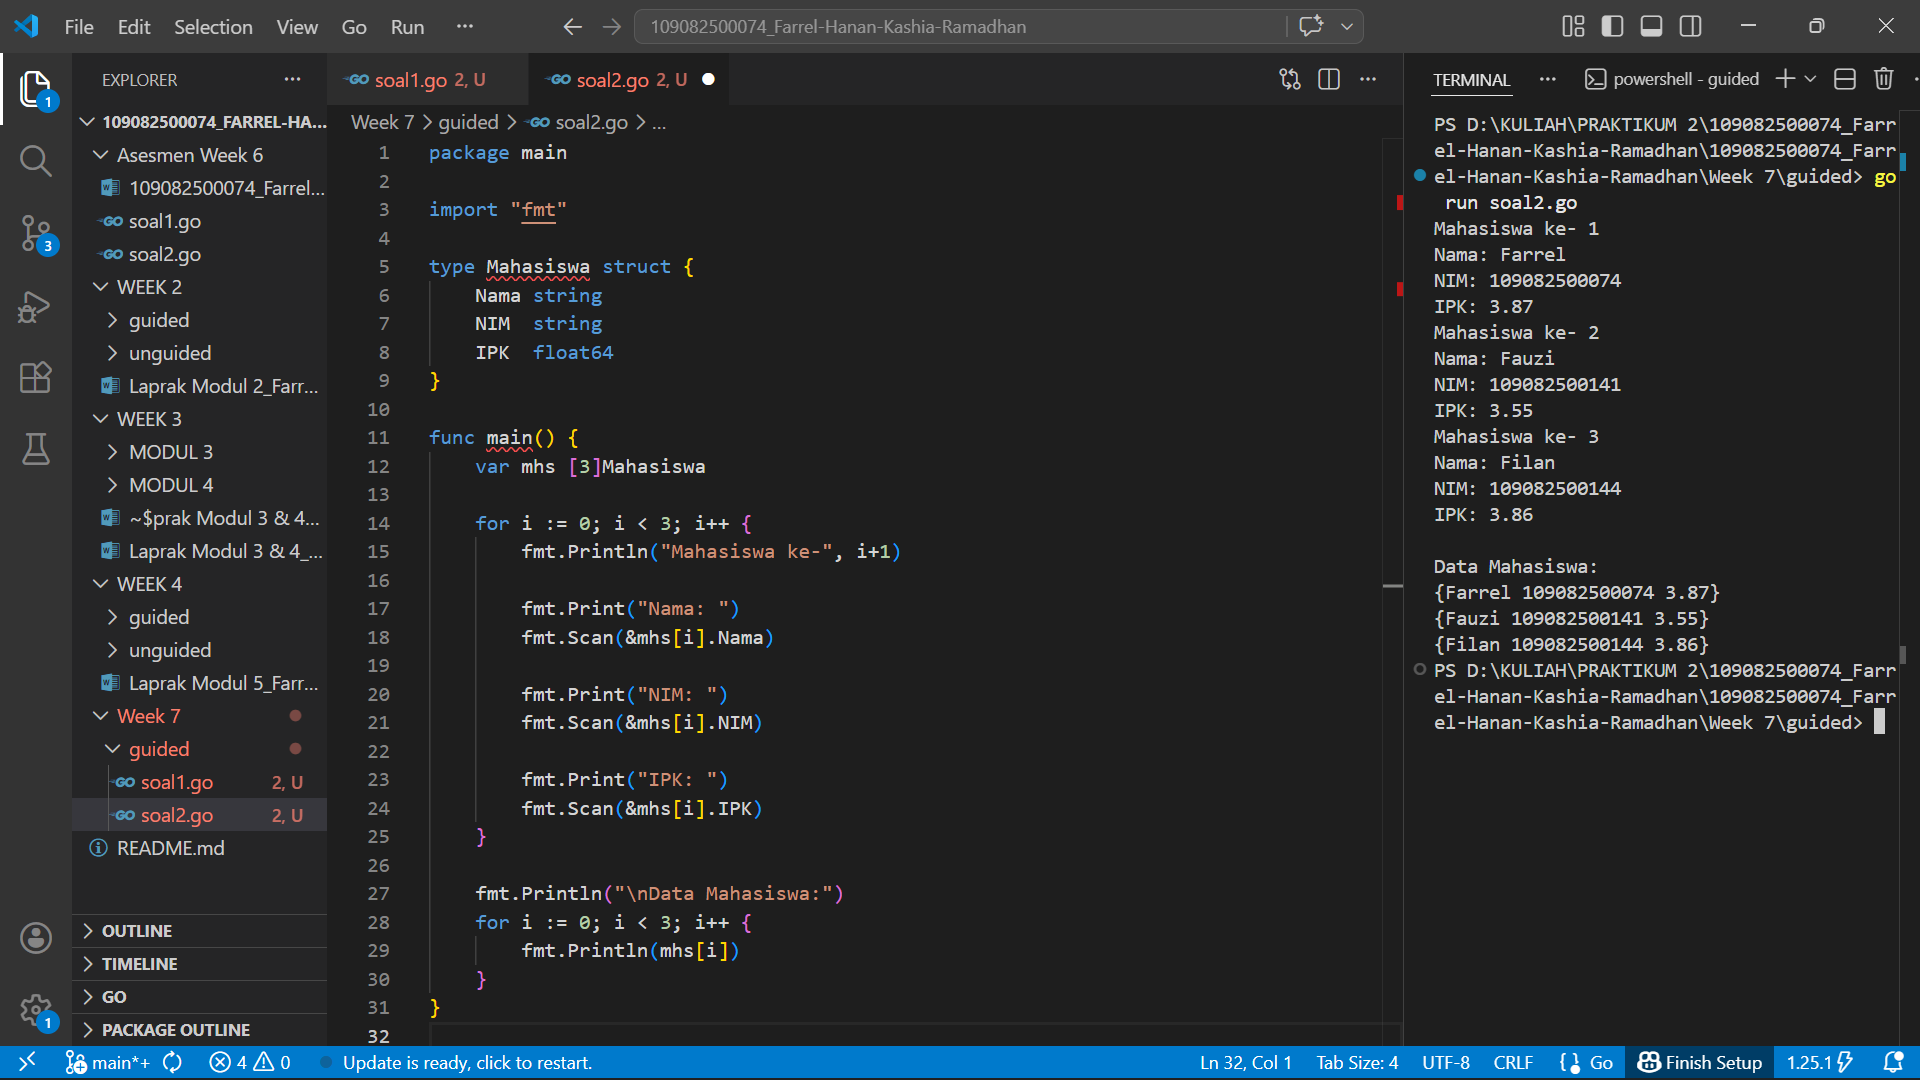 File Edit Selection View Go Run ···
109082500074_Farrel-Hanan-Kashia-Ramadhan
EXPLORER ···
109082500074_FARREL-HA...
Asesmen Week 6
109082500074_Farrel...
soal1.go
soal2.go
WEEK 2
guided
unguided
Laprak Modul 2_Farr...
WEEK 3
MODUL 3
MODUL 4
~$prak Modul 3 & 4...
Laprak Modul 3 & 4_...
WEEK 4
guided
unguided
Laprak Modul 5_Farr...
Week 7
guided
soal1.go 2, U
soal2.go 2, U
README.md
OUTLINE
TIMELINE
GO
PACKAGE OUTLINE
1
3
1
GO soal1.go 2, U
GO soal2.go 2, U
Week 7 > guided > GO soal2.go > ...
1 package main
2
3 import "fmt"
4
5 type Mahasiswa struct {
6 Nama string
7 NIM  string
8 IPK  float64
9 }
10
11 func main() {
12 var mhs [3]Mahasiswa
13
14 for i := 0; i < 3; i++ {
15 fmt.Println("Mahasiswa ke-", i+1)
16
17 fmt.Print("Nama: ")
18 fmt.Scan(&mhs[i].Nama)
19
20 fmt.Print("NIM: ")
21 fmt.Scan(&mhs[i].NIM)
22
23 fmt.Print("IPK: ")
24 fmt.Scan(&mhs[i].IPK)
25 }
26
27 fmt.Println("\nData Mahasiswa:")
28 for i := 0; i < 3; i++ {
29 fmt.Println(mhs[i])
30 }
31 }
32
TERMINAL ··· powershell - guided
PS D:\KULIAH\PRAKTIKUM 2\109082500074_Farr
el-Hanan-Kashia-Ramadhan\109082500074_Farr
el-Hanan-Kashia-Ramadhan\Week 7\guided> go
run soal2.go
Mahasiswa ke- 1
Nama: Farrel
NIM: 109082500074
IPK: 3.87
Mahasiswa ke- 2
Nama: Fauzi
NIM: 109082500141
IPK: 3.55
Mahasiswa ke- 3
Nama: Filan
NIM: 109082500144
IPK: 3.86
Data Mahasiswa:
{Farrel 109082500074 3.87}
{Fauzi 109082500141 3.55}
{Filan 109082500144 3.86}
PS D:\KULIAH\PRAKTIKUM 2\109082500074_Farr
el-Hanan-Kashia-Ramadhan\109082500074_Farr
el-Hanan-Kashia-Ramadhan\Week 7\guided>
main*+ 4 0 Update is ready, click to restart. Ln 32, Col 1 Tab Size: 4 UTF-8 CRLF {} Go Finish Setup 1.25.1